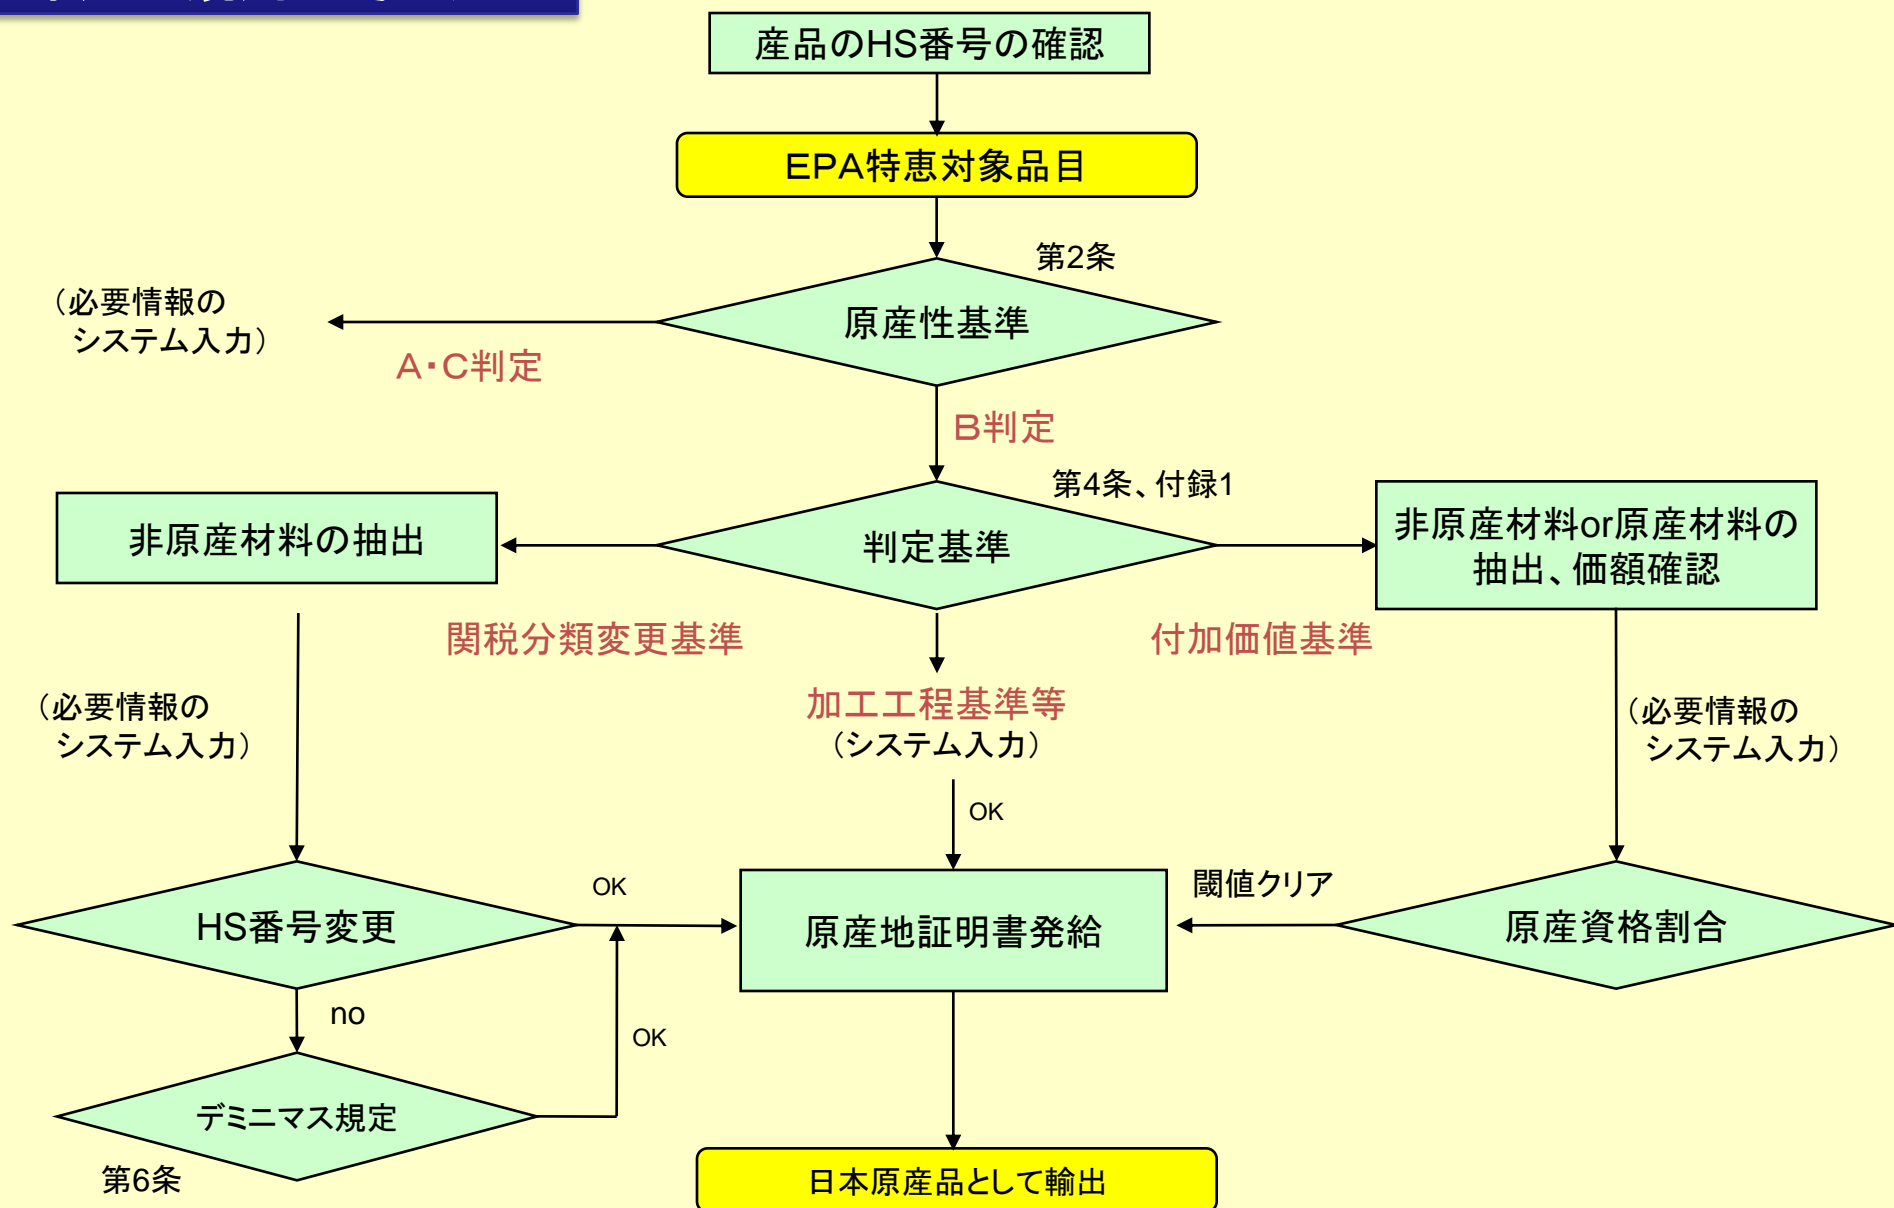 産品のHS番号の確認
EPA特恵対象品目
第2条
原産性基準
（必要情報の
システム入力）
A・C判定
B判定
第4条、付録1
非原産材料の抽出
判定基準
非原産材料or原産材料の
抽出、価額確認
関税分類変更基準
付加価値基準
加工工程基準等
（システム入力）
（必要情報の
システム入力）
（必要情報の
システム入力）
OK
OK
閾値クリア
HS番号変更
原産地証明書発給
原産資格割合
no
OK
デミニマス規定
第6条
日本原産品として輸出